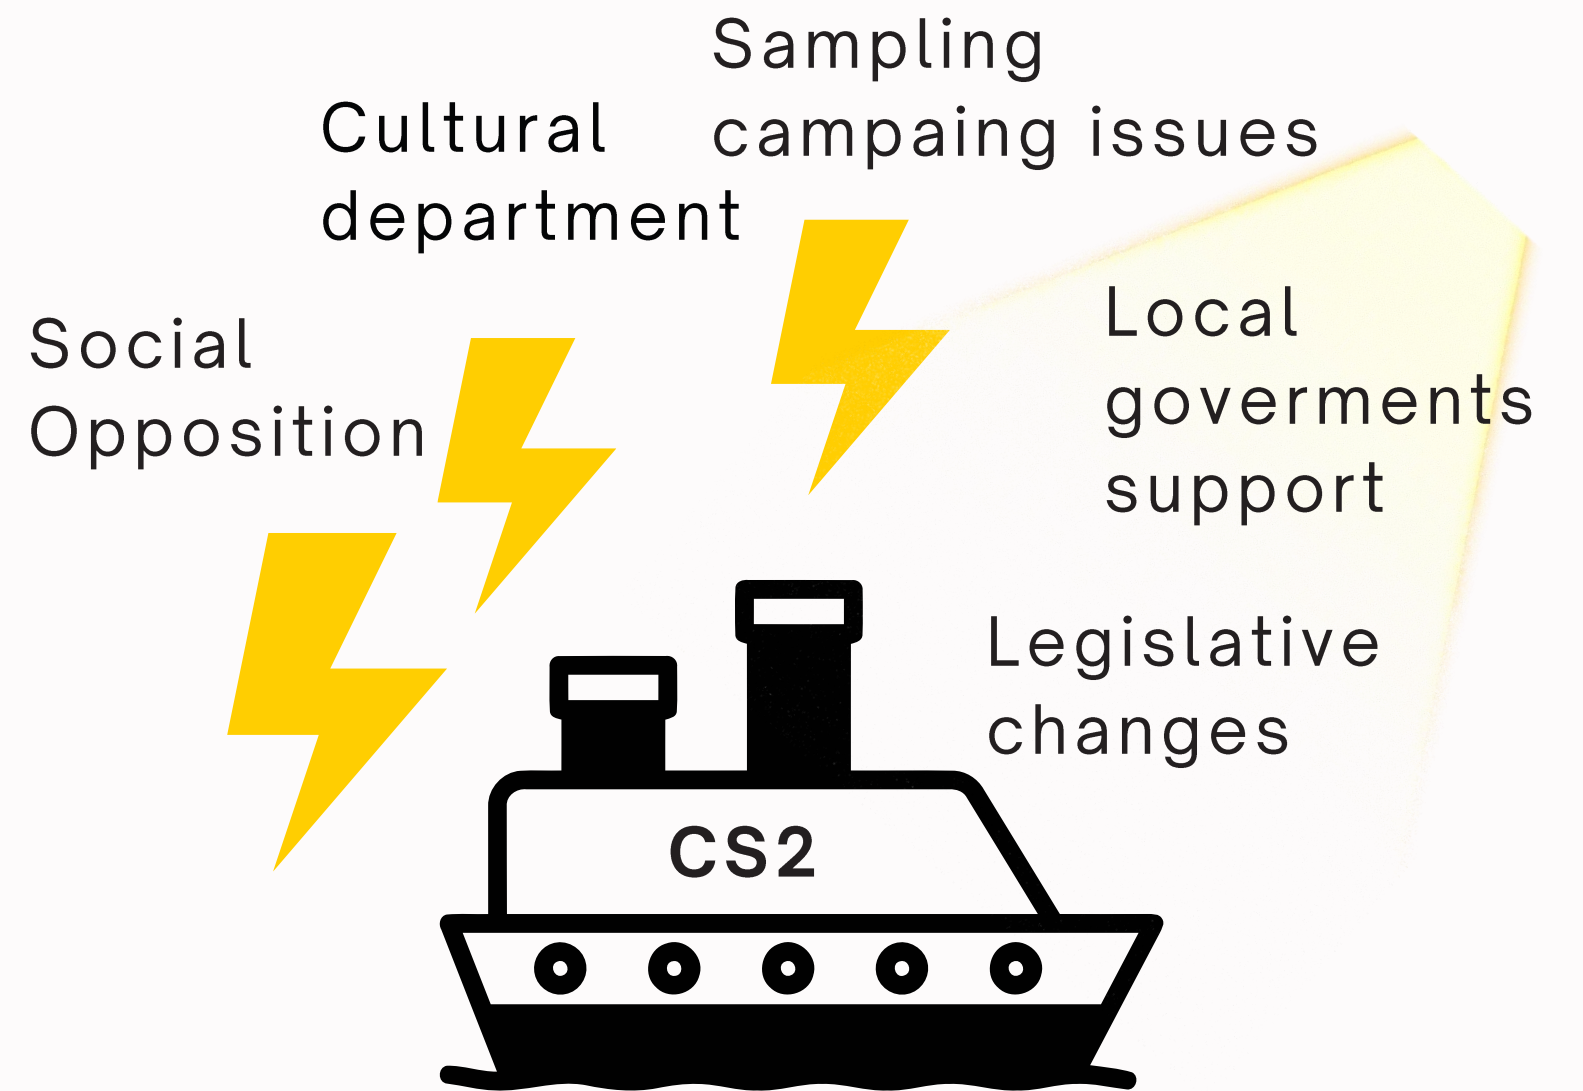 Sampling
campaing issues
Cultural
department
Social
Opposition
Local
goverments
support
Legislative
changes
CS2